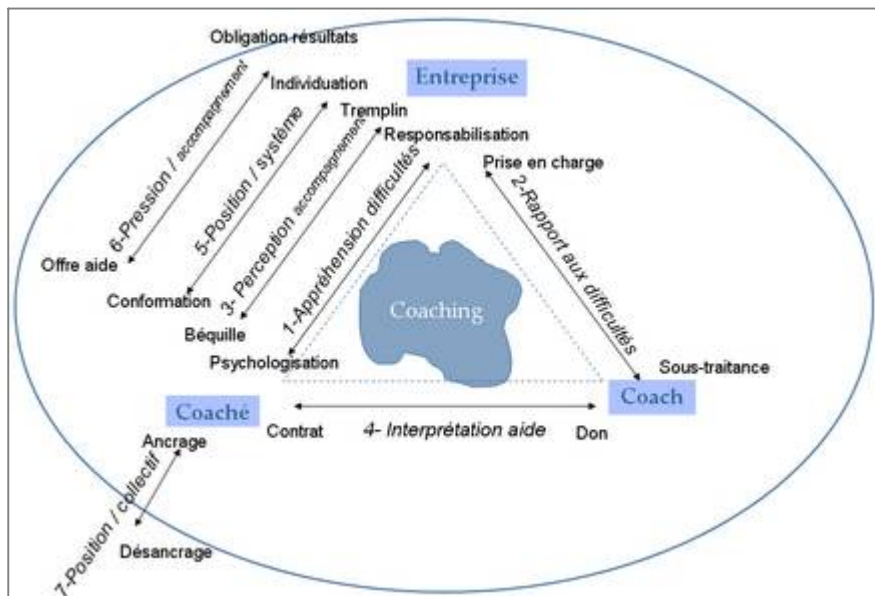 Obligation résultats
Entreprise
Individuation
Tremplin
Responsabilisation
Prise en charge
6-Pression / accompagnement
5-Position / système
3- Perception accompagnement
1-Appréhension difficultés
2-Rapport aux difficultés
Offre aide
Conformation
Béquille
Psychologisation
Coaching
Sous-traitance
Coach
Coaché
Contrat
4- Interprétation aide
Don
Ancrage
7-Position / collectif
Désancrage